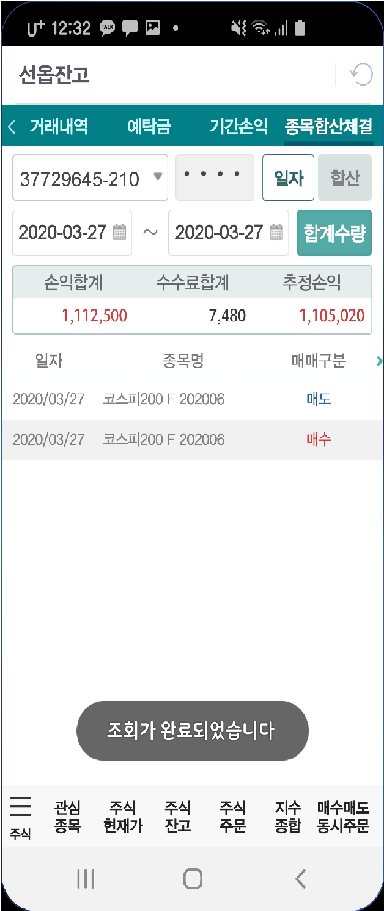 U+ 12:32 TALK
선옵잔고
거래내역 예탁금 기간손익 종목합산체결
37729645-210 •••• 일자 합산
2020-03-27 ~ 2020-03-27 합계수량
손익합계 수수료합계 추정손익
1,112,500 7,480 1,105,020
일자 종목명 매매구분
2020/03/27 코스피200 F 202006 매도
2020/03/27 코스피200 F 202006 매수
조회가 완료되었습니다
주식 관심 주식 주식 주식 지수 매수매도
종목 현재가 잔고 주문 종합 동시주문